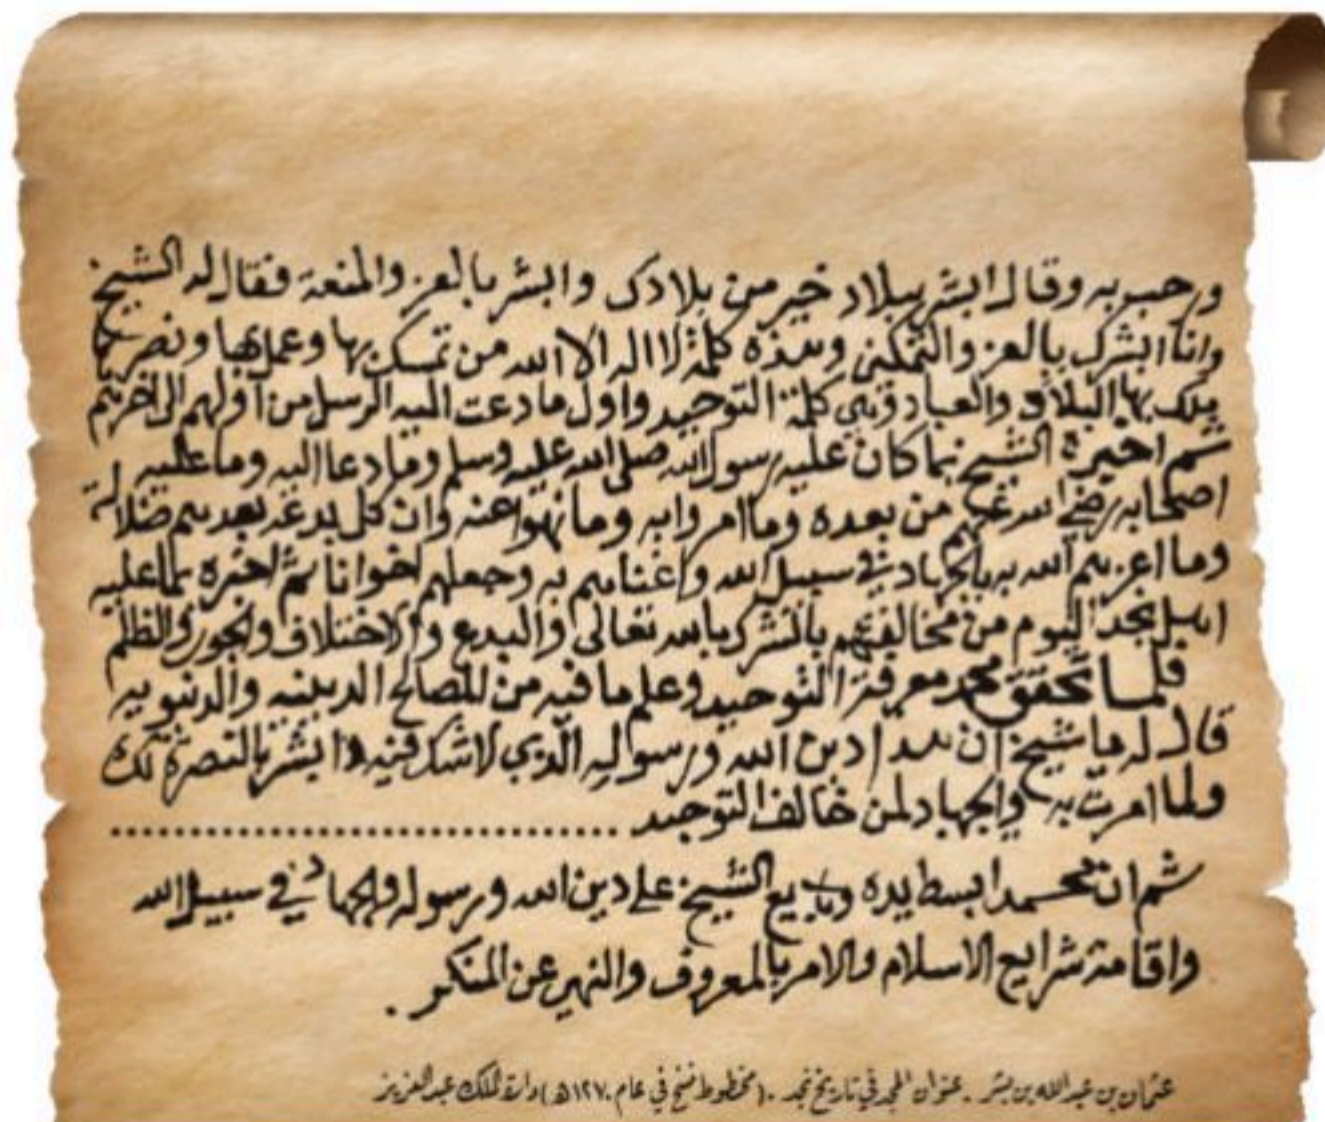 ورحب به وقال ابشر ببلاد خير من بلادك وابشر بالعز والمنعة فقال له الشيخ
وانا ابشرك بالعز والتمكين وهذه كلمة لا اله الا الله من تمسك بها وعمل بها ونصرها
ملك بها البلاد والعباد وهي كلمة التوحيد واول ما دعت اليه الرسل من اولهم الى اخرهم
ثم اخبره الشيخ بما كان عليه رسول الله صلى الله عليه وسلم وما دعا اليه وما عليه
اصحابه رضي الله عنهم من بعده وما امروا به وما نهوا عنه وان كل بدعة بعدهم ضلالة
وما اعزهم الله به بالجهاد في سبيل الله واغناهم به وجعلهم اخوانا ثم اخبره بما عليه
اهل نجد اليوم من مخالفتهم بالشرك بالله تعالى والبدع والاختلاف والجور والظلم
فلما تحقق محمد معرفة التوحيد وعلم ما فيه من المصالح الدينيه والدنيويه
قال له يا شيخ ان هذا دين الله ورسوله الذي لا شك فيه وابشر بالنصرة لك
ولما امرت به والجهاد لمن خالف التوحيد ......................................
ثم ان محمدا بسط يده وبايع الشيخ على دين الله ورسوله والجهاد في سبيل الله
واقامة شرايع الاسلام والامر بالمعروف والنهي عن المنكر .
عثمان بن عبدالله بن بشر . عنوان المجد في تاريخ نجد . (مخطوط نسخ في عام ١٢٧٠هـ) دارة الملك عبدالعزيز